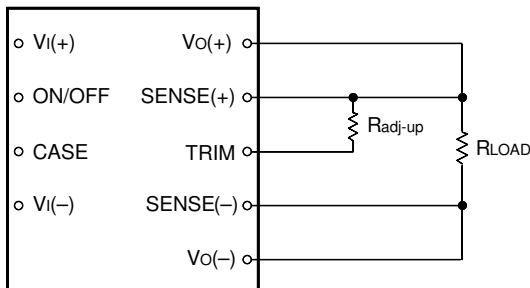 VI(+) VO(+)
ON/OFF SENSE(+)
CASE TRIM
VI(–) SENSE(–)
VO(–)
Radj-up
RLOAD